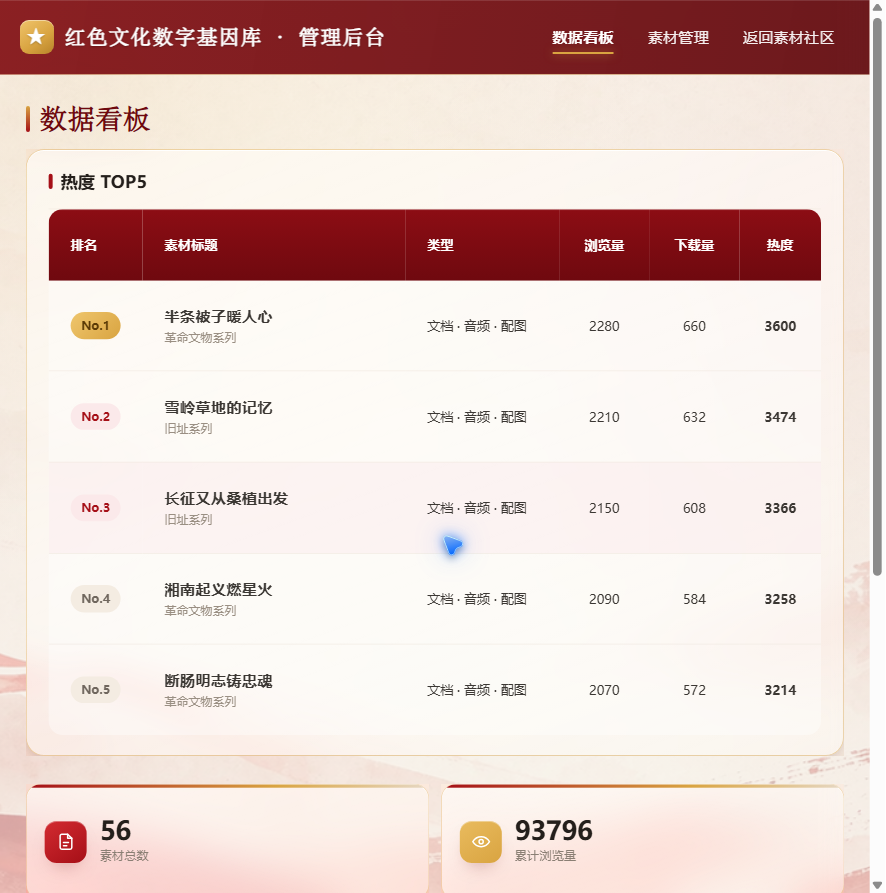 红色文化数字基因库 · 管理后台
数据看板 素材管理 返回素材社区
数据看板
热度 TOP5
排名 素材标题 类型 浏览量 下载量 热度
No.1 半条被子暖人心 文档 · 音频 · 配图 2280 660 3600
革命文物系列
No.2 雪岭草地的记忆 文档 · 音频 · 配图 2210 632 3474
旧址系列
No.3 长征又从桑植出发 文档 · 音频 · 配图 2150 608 3366
旧址系列
No.4 湘南起义燃星火 文档 · 音频 · 配图 2090 584 3258
革命文物系列
No.5 断肠明志铸忠魂 文档 · 音频 · 配图 2070 572 3214
革命文物系列
56
素材总数
93796
累计浏览量